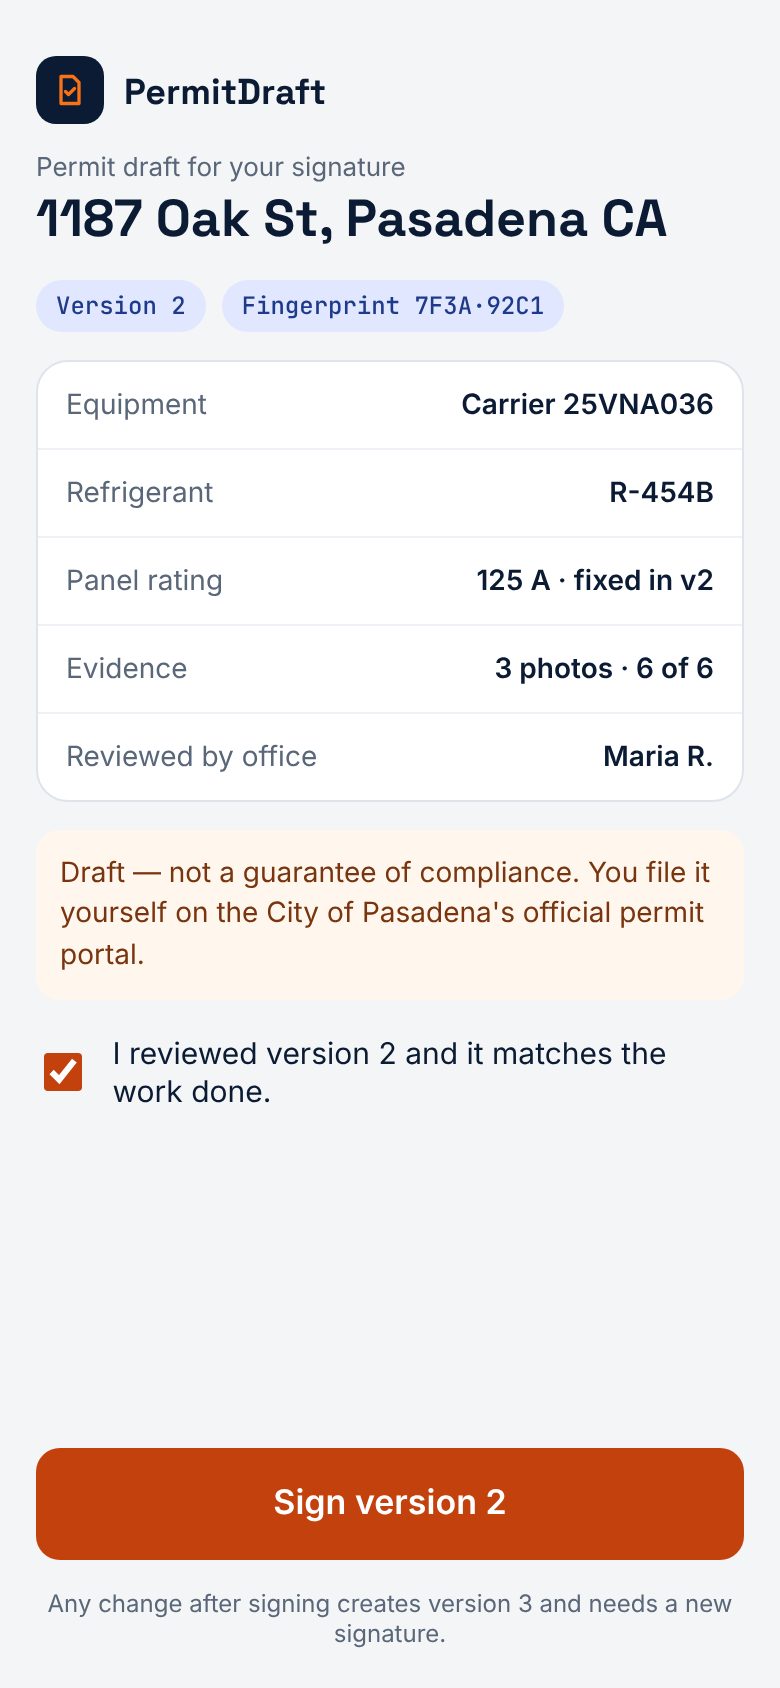 PermitDraft
Permit draft for your signature
1187 Oak St, Pasadena CA
Version 2 Fingerprint 7F3A·92C1
Equipment Carrier 25VNA036
Refrigerant R-454B
Panel rating 125 A · fixed in v2
Evidence 3 photos · 6 of 6
Reviewed by office Maria R.
Draft — not a guarantee of compliance. You file it
yourself on the City of Pasadena's official permit
portal.
I reviewed version 2 and it matches the
work done.
Sign version 2
Any change after signing creates version 3 and needs a new
signature.